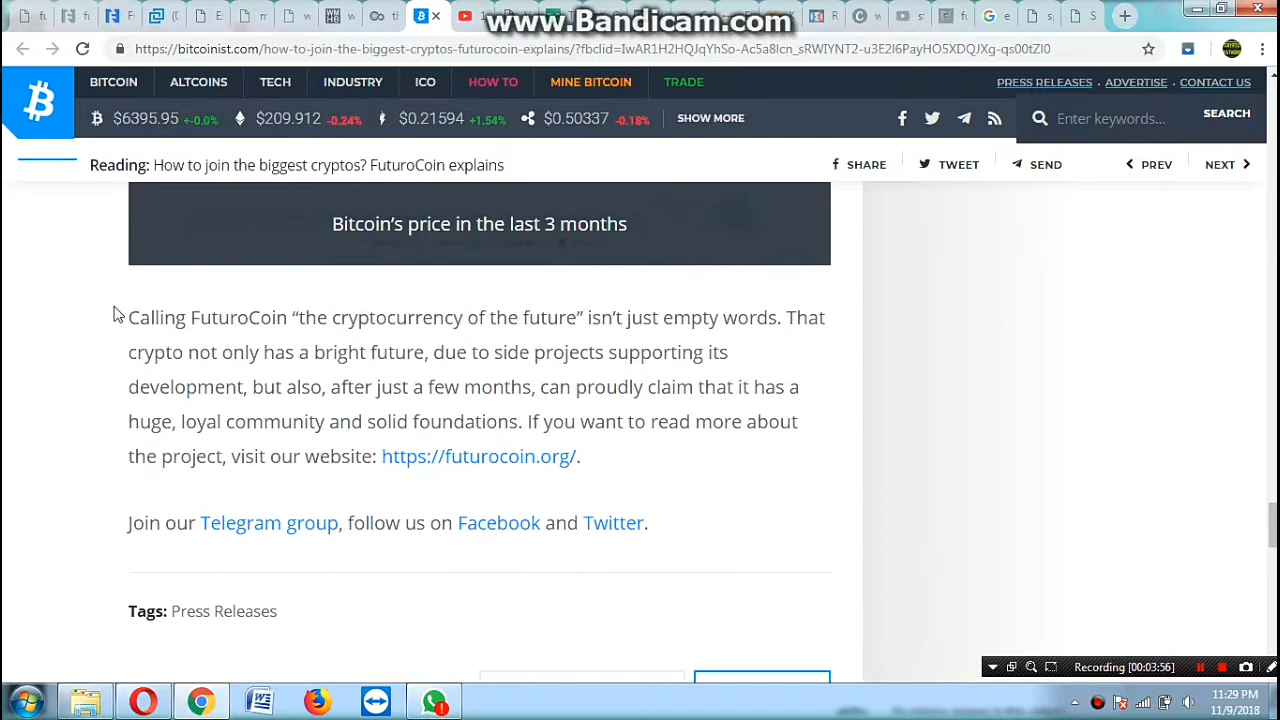 www.Bandicam.com
https://bitcoinist.com/how-to-join-the-biggest-cryptos-futurocoin-explains/?fbclid=IwAR1H2HQJqYhSo-Ac5a8lcn_sRWIYNT2-u3E2l6PayHO5XDQJXg-qs00tZl0
BITCOIN ALTCOINS TECH INDUSTRY ICO HOW TO MINE BITCOIN TRADE PRESS RELEASES . ADVERTISE . CONTACT US
$6395.95 +-0.0% $209.912 -0.24% $0.21594 +1.54% $0.50337 -0.18% SHOW MORE Enter keywords... SEARCH
Reading: How to join the biggest cryptos? FuturoCoin explains SHARE TWEET SEND PREV NEXT
Bitcoin's price in the last 3 months
Calling FuturoCoin “the cryptocurrency of the future” isn't just empty words. That
crypto not only has a bright future, due to side projects supporting its
development, but also, after just a few months, can proudly claim that it has a
huge, loyal community and solid foundations. If you want to read more about
the project, visit our website: https://futurocoin.org/.
Join our Telegram group, follow us on Facebook and Twitter.
Tags: Press Releases
Recording [00:03:56]
11:29 PM
11/9/2018